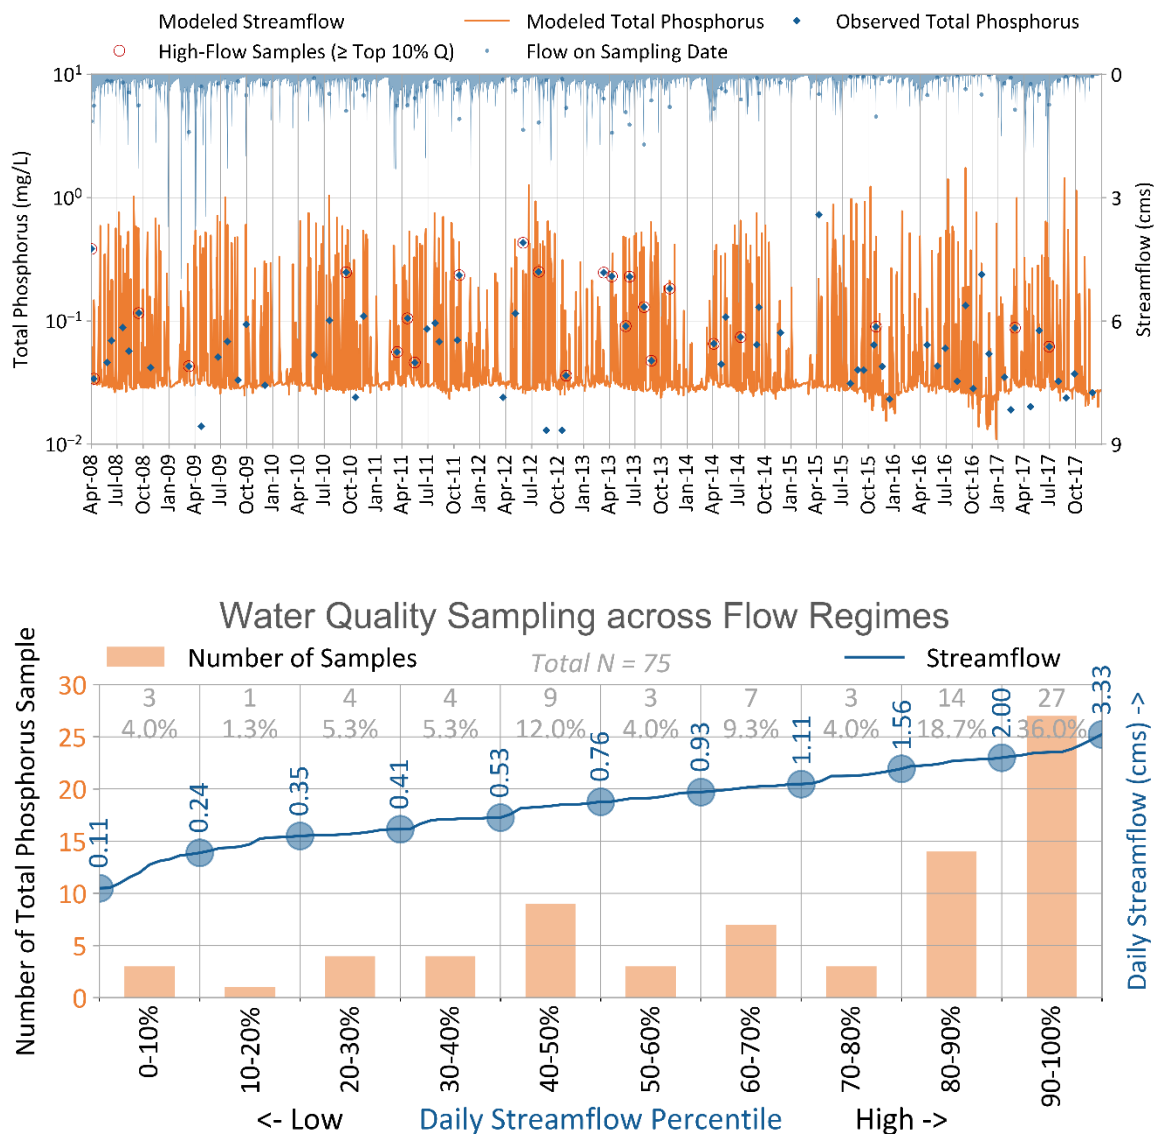 Modeled Streamflow Modeled Total Phosphorus Observed Total Phosphorus
High-Flow Samples (≥ Top 10% Q) Flow on Sampling Date
Total Phosphorus (mg/L)
10¹
10⁰
10⁻¹
10⁻²
Streamflow (cms)
0
3
6
9
Apr-08 Jul-08 Oct-08 Jan-09 Apr-09 Jul-09 Oct-09 Jan-10 Apr-10 Jul-10 Oct-10 Jan-11 Apr-11 Jul-11 Oct-11 Jan-12 Apr-12 Jul-12 Oct-12 Jan-13 Apr-13 Jul-13 Oct-13 Jan-14 Apr-14 Jul-14 Oct-14 Jan-15 Apr-15 Jul-15 Oct-15 Jan-16 Apr-16 Jul-16 Oct-16 Jan-17 Apr-17 Jul-17 Oct-17
Water Quality Sampling across Flow Regimes
Number of Samples Total N = 75 Streamflow
Number of Total Phosphorus Sample
30
25
20
15
10
5
0
3 1 4 4 9 3 7 3 14 27
4.0% 1.3% 5.3% 5.3% 12.0% 4.0% 9.3% 4.0% 18.7% 36.0%
0.11 0.24 0.35 0.41 0.53 0.76 0.93 1.11 1.56 2.00 3.33
Daily Streamflow (cms) ->
0-10% 10-20% 20-30% 30-40% 40-50% 50-60% 60-70% 70-80% 80-90% 90-100%
<- Low Daily Streamflow Percentile High ->